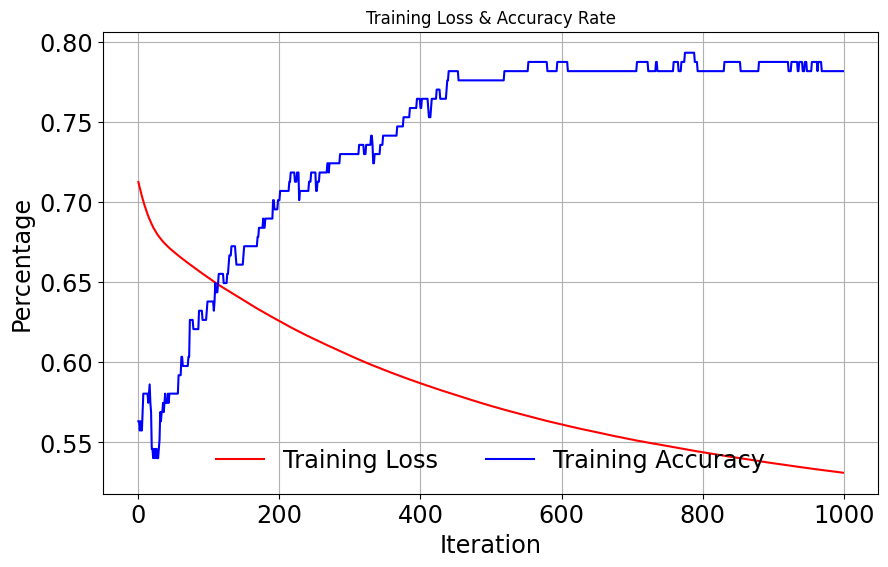 Training Loss & Accuracy Rate
0.80
0.75
0.70
0.65
0.60
0.55
Percentage
Training Loss
Training Accuracy
0 200 400 600 800 1000
Iteration